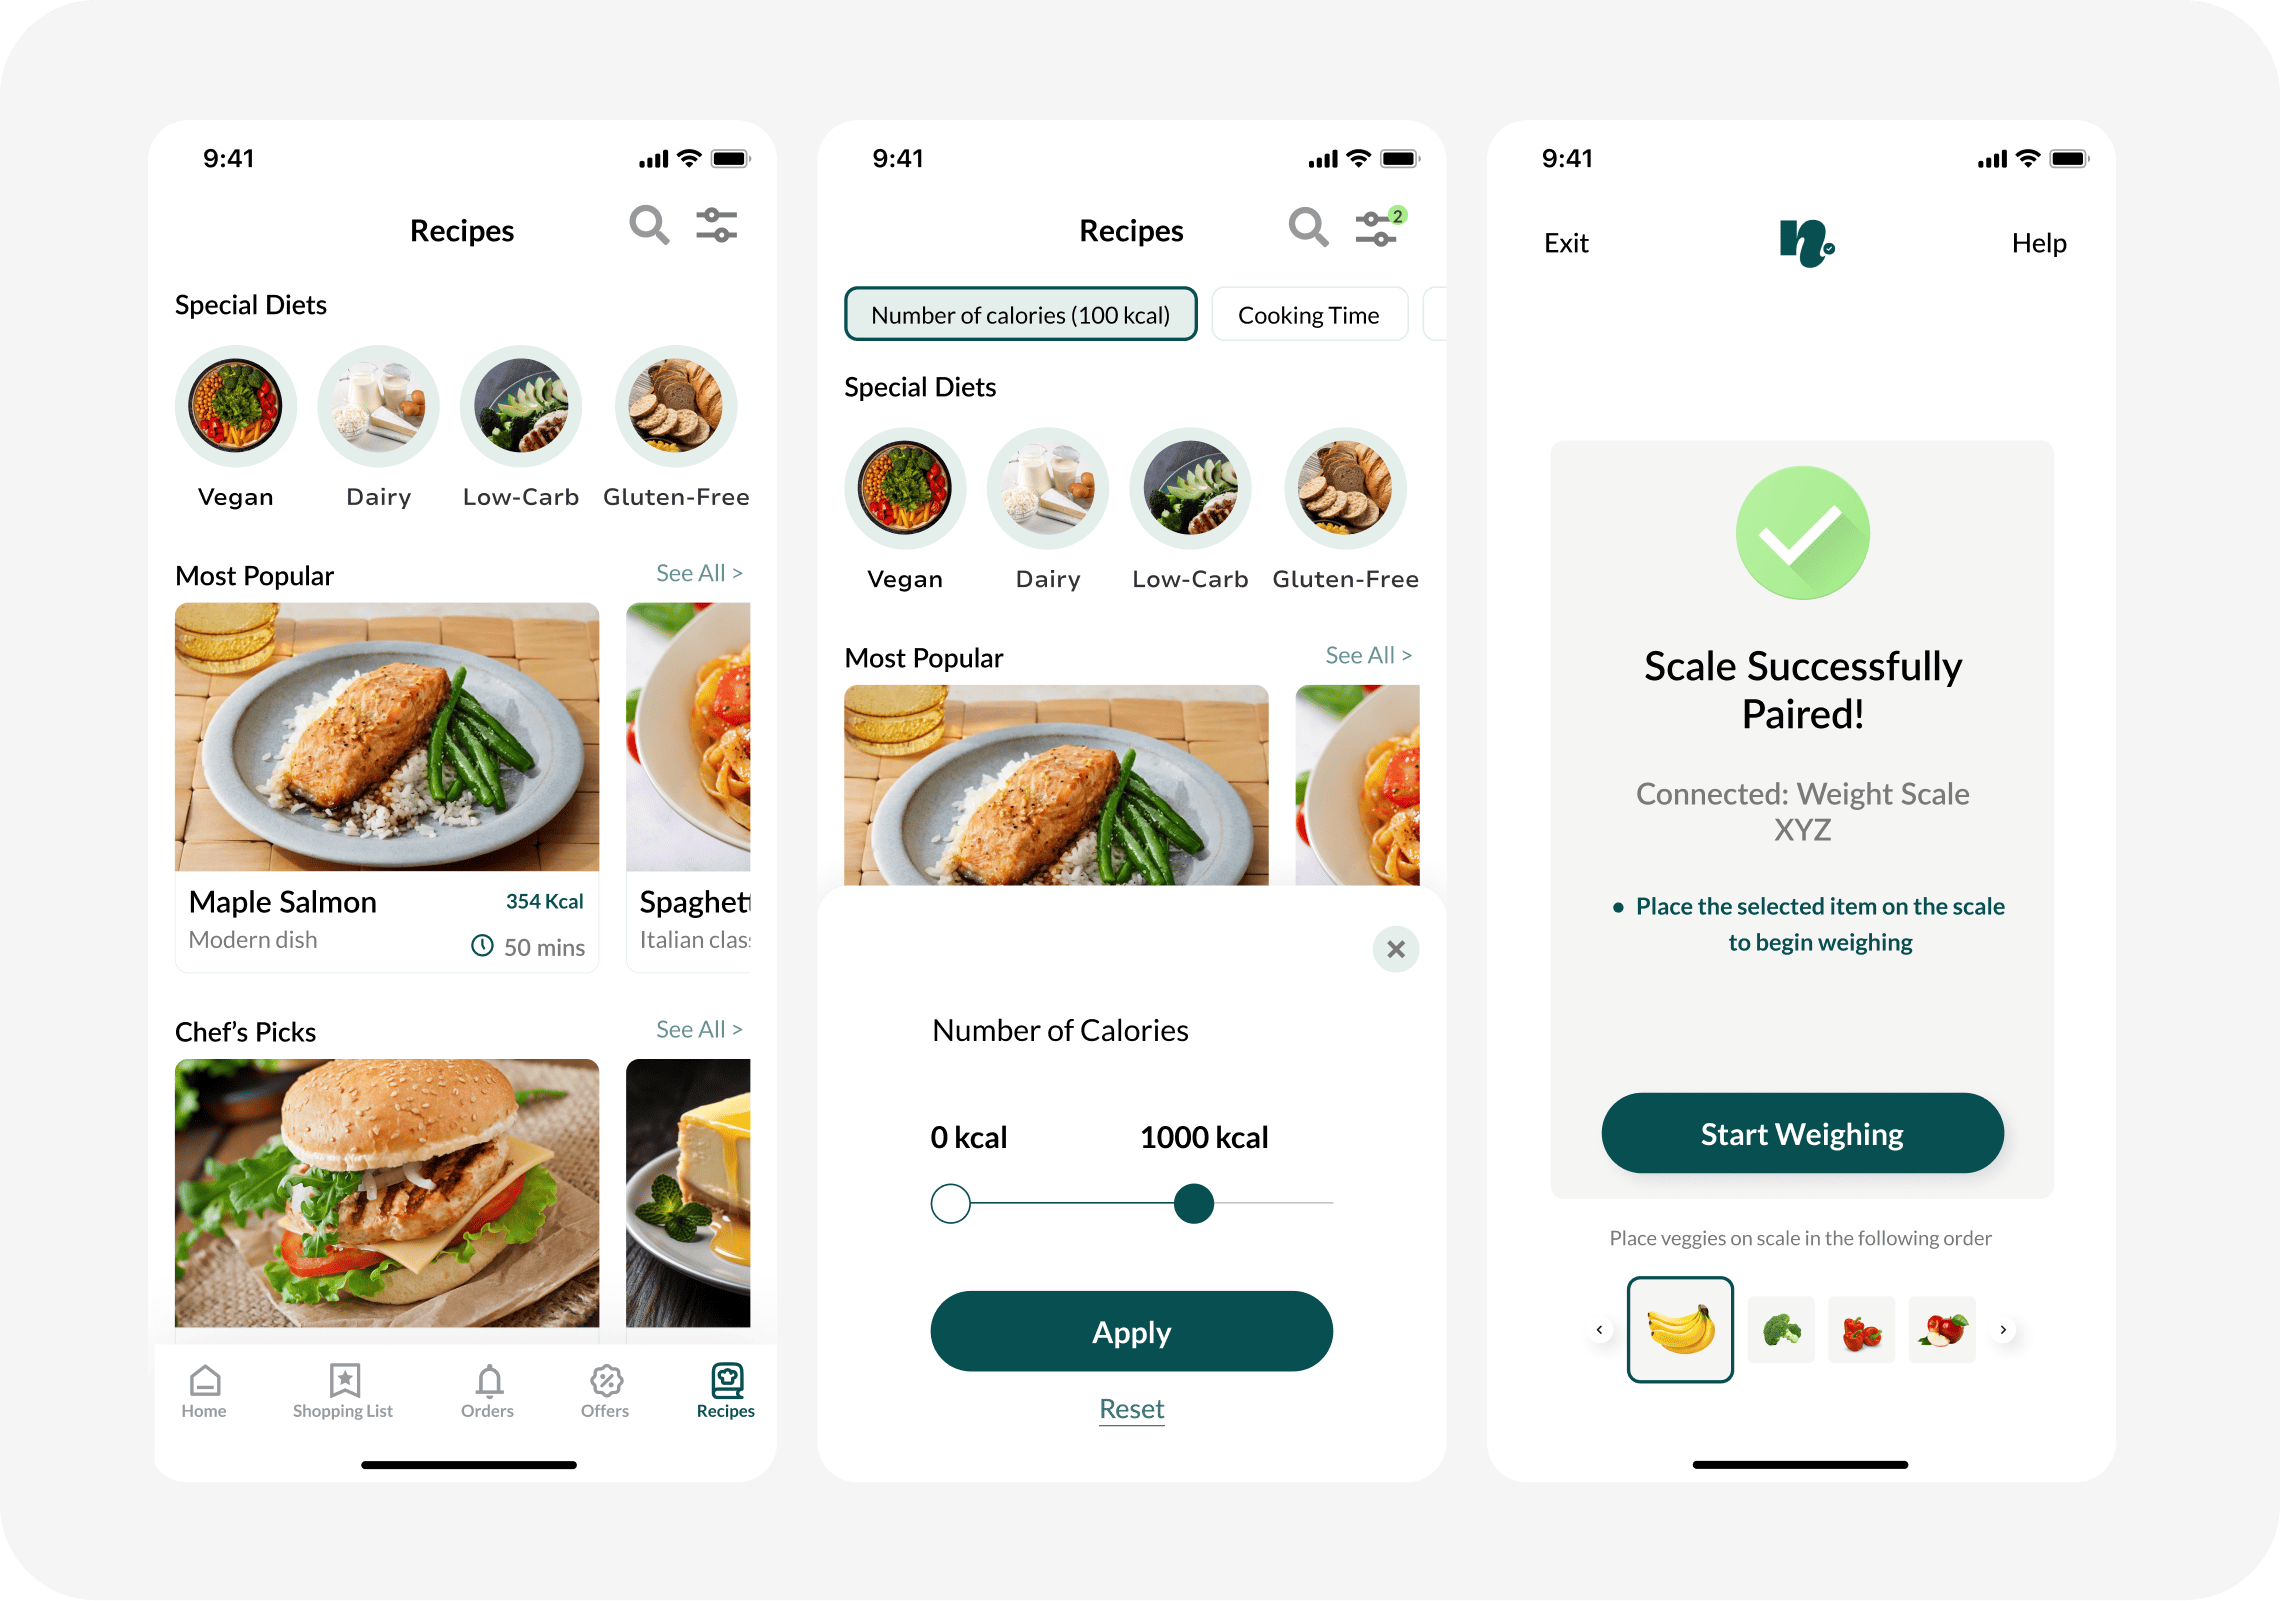 9:41
Recipes
Special Diets
Vegan
Dairy
Low-Carb
Gluten-Free
Most Popular
See All >
Maple Salmon
354 Kcal
Modern dish
50 mins
Italian
Chef's Picks
See All >
Home
Shopping List
Orders
Offers
Recipes
9:41
Recipes
2
Number of calories (100 kcal)
Cooking Time
Special Diets
Vegan
Dairy
Low-Carb
Gluten-Free
Most Popular
See All >
Number of Calories
0 kcal
1000 kcal
Apply
Reset
9:41
Exit
n
Help
Scale Successfully
Paired!
Connected: Weight Scale
XYZ
• Place the selected item on the scale
to begin weighing
Start Weighing
Place veggies on scale in the following order